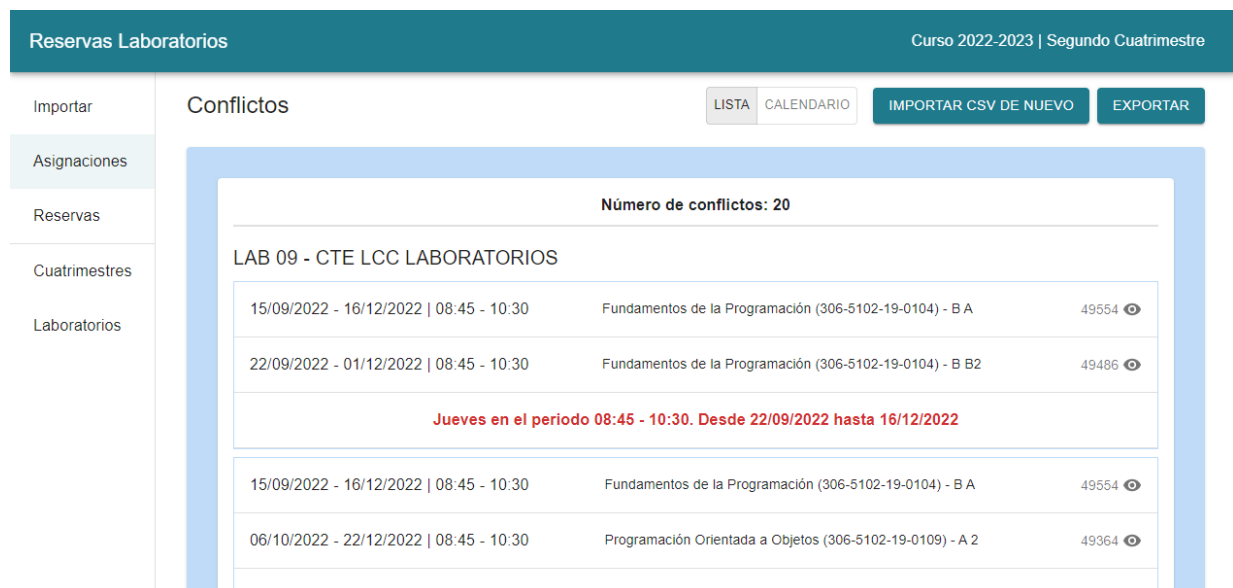 Reservas Laboratorios
Curso 2022-2023 | Segundo Cuatrimestre
Importar
Asignaciones
Reservas
Cuatrimestres
Laboratorios
Conflictos
LISTA CALENDARIO IMPORTAR CSV DE NUEVO EXPORTAR
Número de conflictos: 20
LAB 09 - CTE LCC LABORATORIOS
15/09/2022 - 16/12/2022 | 08:45 - 10:30 Fundamentos de la Programación (306-5102-19-0104) - B A 49554
22/09/2022 - 01/12/2022 | 08:45 - 10:30 Fundamentos de la Programación (306-5102-19-0104) - B B2 49486
Jueves en el periodo 08:45 - 10:30. Desde 22/09/2022 hasta 16/12/2022
15/09/2022 - 16/12/2022 | 08:45 - 10:30 Fundamentos de la Programación (306-5102-19-0104) - B A 49554
06/10/2022 - 22/12/2022 | 08:45 - 10:30 Programación Orientada a Objetos (306-5102-19-0109) - A 2 49364